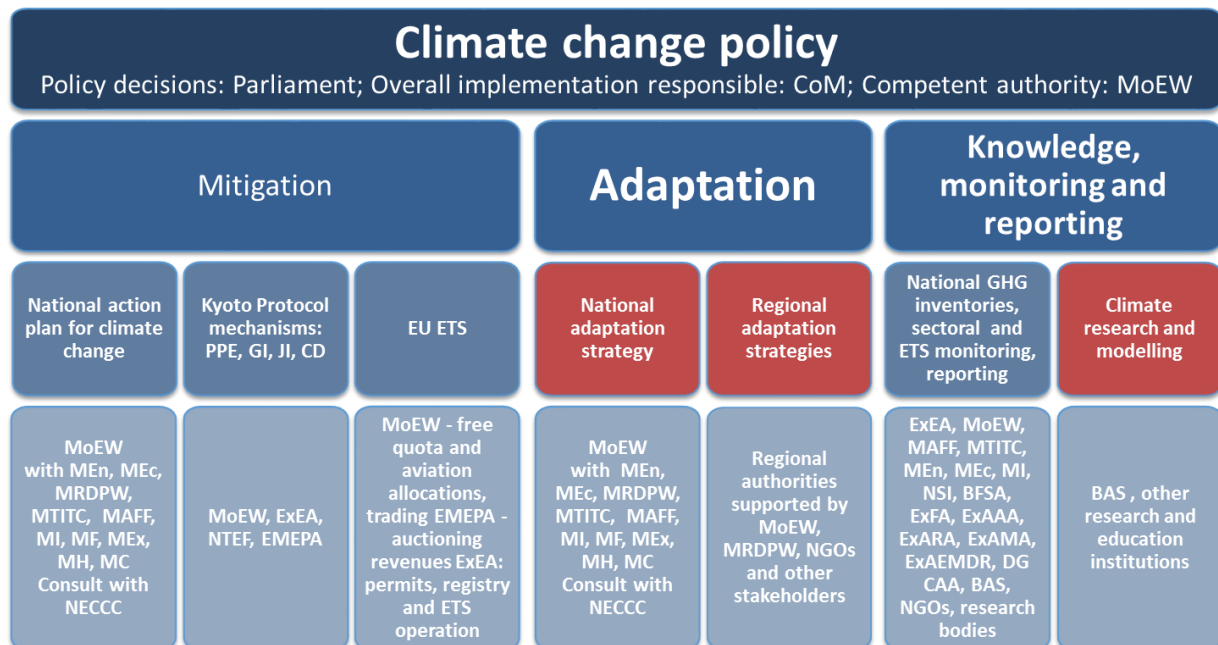 Climate change policy
Policy decisions: Parliament; Overall implementation responsible: CoM; Competent authority: MoEW
Mitigation
Adaptation
Knowledge,
monitoring and
reporting
National action
plan for climate
change
Kyoto Protocol
mechanisms:
PPE, GI, JI, CD
EU ETS
National
adaptation
strategy
Regional
adaptation
strategies
National GHG
inventories,
sectoral and
ETS monitoring,
reporting
Climate
research and
modelling
MoEW
with MEn, MEc,
MRDPW,
MTITC, MAFF,
MI, MF, MEx,
MH, MC
Consult with
NECCC
MoEW, ExEA,
NTEF, EMEPA
MoEW - free
quota and
aviation
allocations,
trading EMEPA -
auctioning
revenues ExEA:
permits, registry
and ETS
operation
MoEW
with MEn,
MEc, MRDPW,
MTITC, MAFF,
MI, MF, MEx,
MH, MC
Consult with
NECCC
Regional
authorities
supported by
MoEW,
MRDPW, NGOs
and other
stakeholders
ExEA, MoEW,
MAFF, MTITC,
MEn, MEc, MI,
NSI, BFSA,
ExFA, ExAAA,
ExARA, ExAMA,
ExAEMDR, DG
CAA, BAS,
NGOs, research
bodies
BAS , other
research and
education
institutions